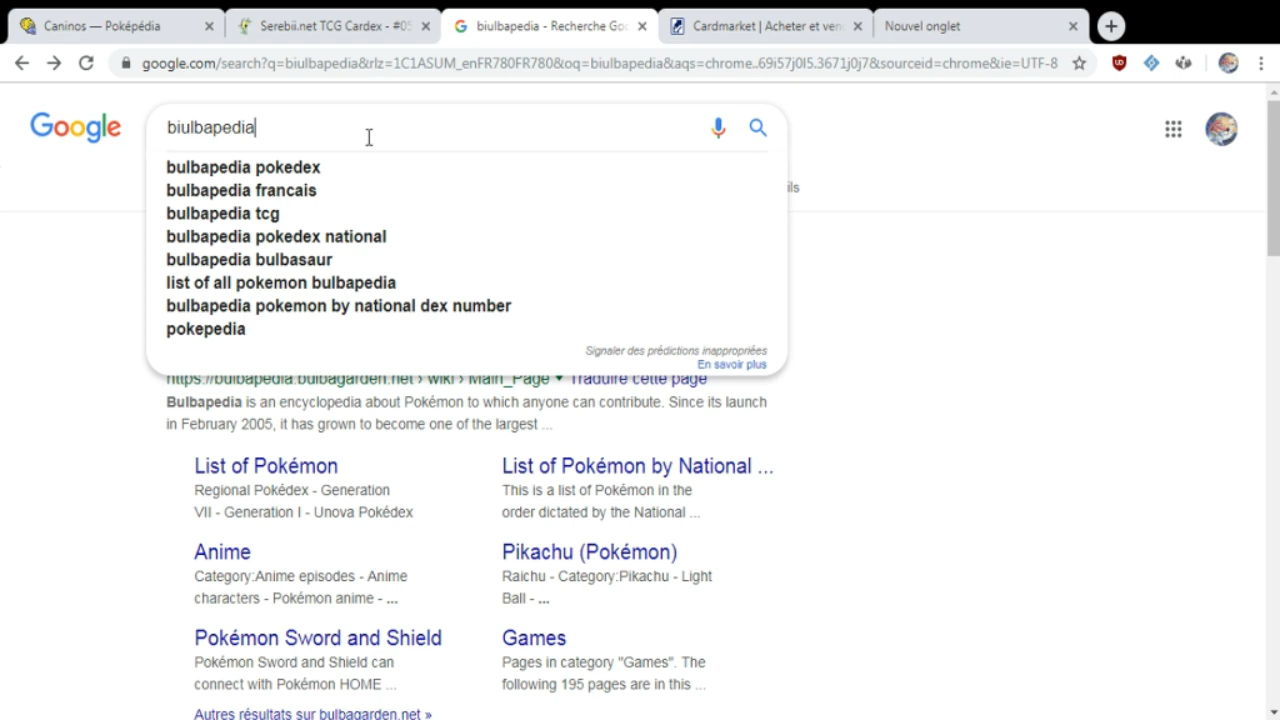 Caninos — Poképédia
Serebii.net TCG Cardex - #05
biulbapedia - Recherche Goo
Cardmarket | Acheter et vend
Nouvel onglet
google.com/search?q=biulbapedia&rlz=1C1ASUM_enFR780FR780&oq=biulbapedia&aqs=chrome..69i57j0l5.3671j0j7&sourceid=chrome&ie=UTF-8
Google
biulbapedia
bulbapedia pokedex
bulbapedia francais
ils
bulbapedia tcg
bulbapedia pokedex national
bulbapedia bulbasaur
list of all pokemon bulbapedia
bulbapedia pokemon by national dex number
pokepedia
Signaler des prédictions inappropriées
En savoir plus
https://bulbapedia.bulbagarden.net › wiki › Main_Page ▼ Traduire cette page
Bulbapedia is an encyclopedia about Pokémon to which anyone can contribute. Since its launch
in February 2005, it has grown to become one of the largest ...
List of Pokémon
Regional Pokédex - Generation
VII - Generation I - Unova Pokédex
List of Pokémon by National ...
This is a list of Pokémon in the
order dictated by the National ...
Anime
Category:Anime episodes - Anime
characters - Pokémon anime - ...
Pikachu (Pokémon)
Raichu - Category:Pikachu - Light
Ball - ...
Pokémon Sword and Shield
Pokémon Sword and Shield can
connect with Pokémon HOME ...
Games
Pages in category "Games". The
following 195 pages are in this ...
Autres résultats sur bulbagarden.net »